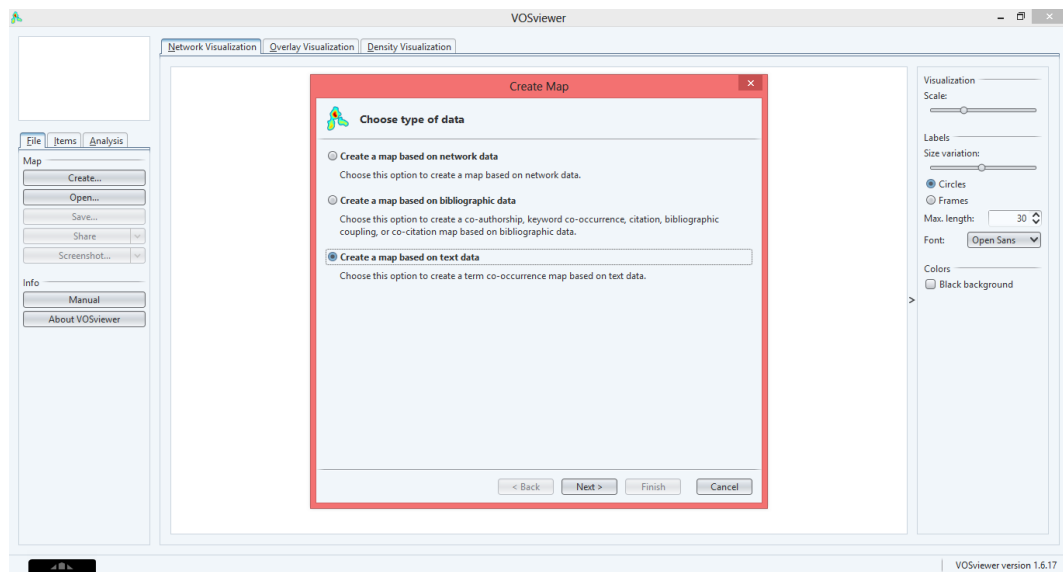 VOSviewer
Network Visualization Overlay Visualization Density Visualization
File Items Analysis
Map
Create...
Open...
Save...
Share
Screenshot...
Info
Manual
About VOSviewer
Create Map
Choose type of data
Create a map based on network data
Choose this option to create a map based on network data.
Create a map based on bibliographic data
Choose this option to create a co-authorship, keyword co-occurrence, citation, bibliographic
coupling, or co-citation map based on bibliographic data.
Create a map based on text data
Choose this option to create a term co-occurrence map based on text data.
< Back Next > Finish Cancel
Visualization
Scale:
Labels
Size variation:
Circles
Frames
Max. length: 30
Font: Open Sans
Colors
Black background
>
VOSviewer version 1.6.17